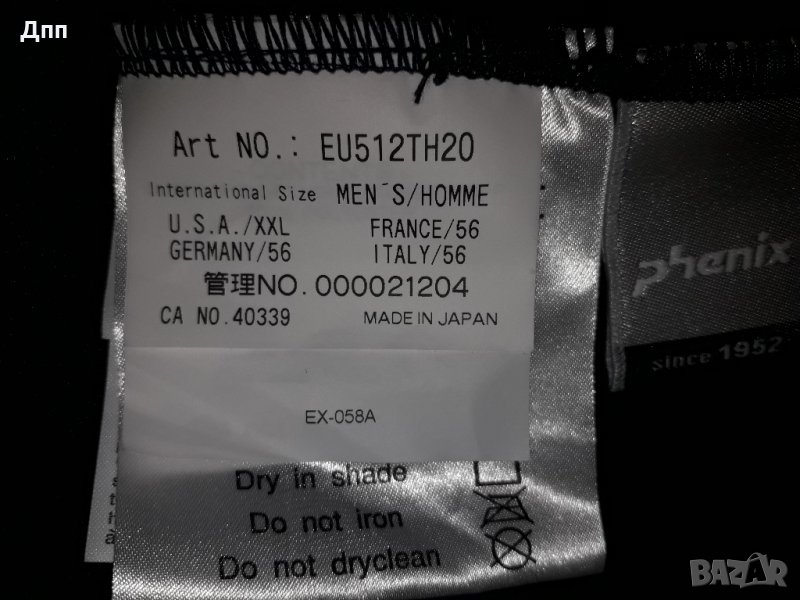 Дпп
Art NO.: EU512TH20
International Size MEN´S/HOMME
U.S.A./XXL FRANCE/56
GERMANY/56 ITALY/56
管理NO. 000021204
CA NO. 40339 MADE IN JAPAN
EX-058A
Dry in shade
Do not iron
Do not dryclean
phenix
since 1952
BAZAR